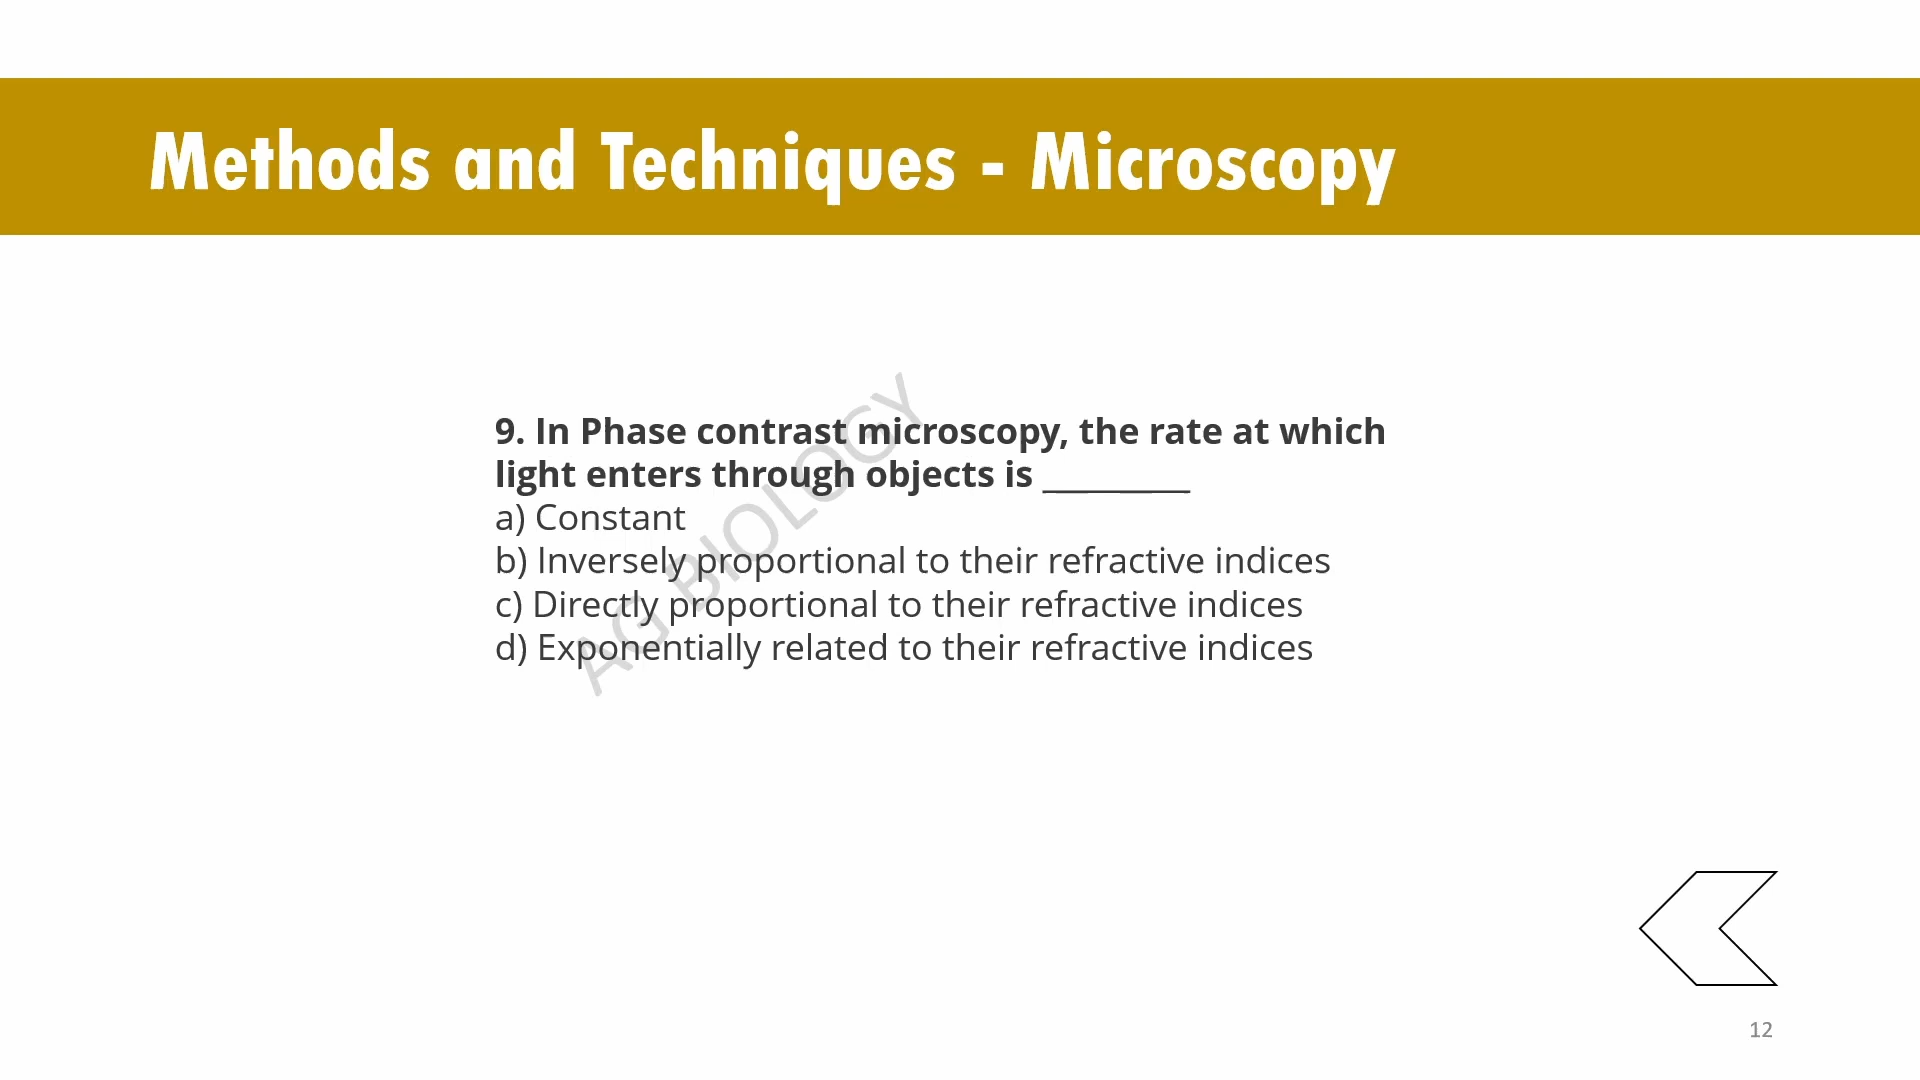 Methods and Techniques - Microscopy
9. In Phase contrast microscopy, the rate at which
light enters through objects is __________
a) Constant
b) Inversely proportional to their refractive indices
c) Directly proportional to their refractive indices
d) Exponentially related to their refractive indices
AG BIOLOGY
12